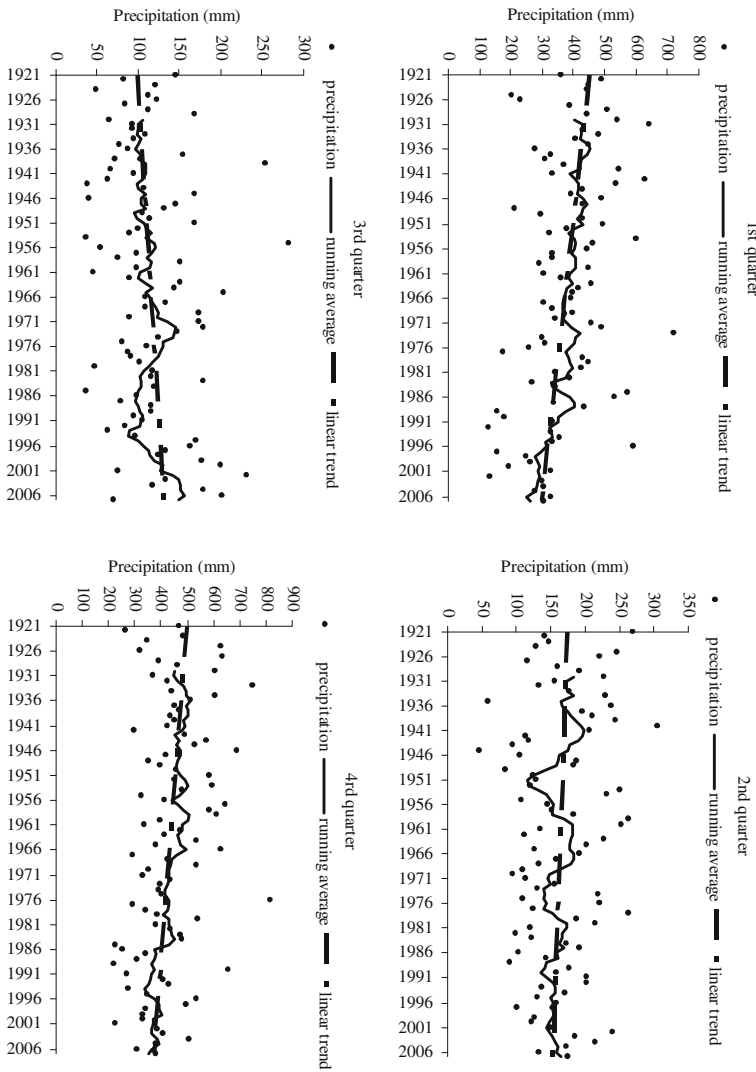 1st quarter
precipitation running average linear trend
Precipitation (mm)
0 100 200 300 400 500 600 700 800
1921 1926 1931 1936 1941 1946 1951 1956 1961 1966 1971 1976 1981 1986 1991 1996 2001 2006
2nd quarter
precipitation running average linear trend
Precipitation (mm)
0 50 100 150 200 250 300 350
1921 1926 1931 1936 1941 1946 1951 1956 1961 1966 1971 1976 1981 1986 1991 1996 2001 2006
3rd quarter
precipitation running average linear trend
Precipitation (mm)
0 50 100 150 200 250 300
1921 1926 1931 1936 1941 1946 1951 1956 1961 1966 1971 1976 1981 1986 1991 1996 2001 2006
4rd quarter
precipitation running average linear trend
Precipitation (mm)
0 100 200 300 400 500 600 700 800 900
1921 1926 1931 1936 1941 1946 1951 1956 1961 1966 1971 1976 1981 1986 1991 1996 2001 2006